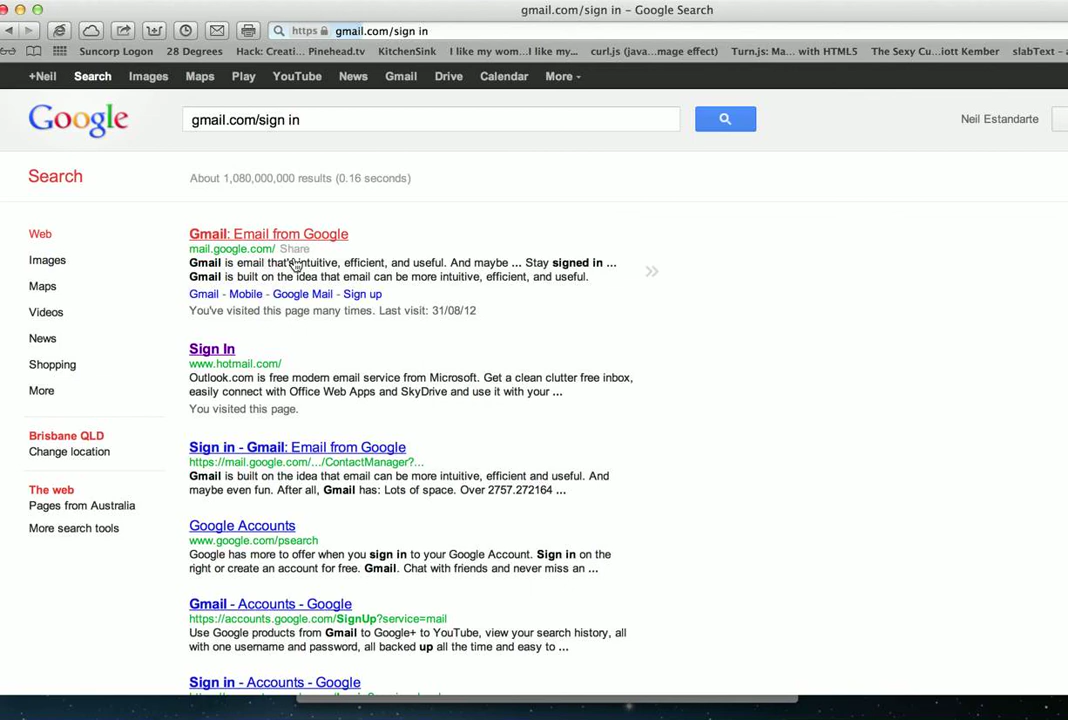 gmail.com/sign in – Google Search
https gmail.com/sign in
Suncorp Logon 28 Degrees Hack: Creati... Pinehead.tv KitchenSink I like my wom...I like my... curl.js (java...mage effect) Turn.js: Ma... with HTML5 The Sexy Cu...iott Kember slabText – a
+Neil Search Images Maps Play YouTube News Gmail Drive Calendar More
Google
gmail.com/sign in
Neil Estandarte
Search
About 1,080,000,000 results (0.16 seconds)
Web
Images
Maps
Videos
News
Shopping
More
Brisbane QLD
Change location
The web
Pages from Australia
More search tools
Gmail: Email from Google
mail.google.com/ Share
Gmail is email that's intuitive, efficient, and useful. And maybe ... Stay signed in ...
Gmail is built on the idea that email can be more intuitive, efficient, and useful.
Gmail - Mobile - Google Mail - Sign up
You've visited this page many times. Last visit: 31/08/12
Sign In
www.hotmail.com/
Outlook.com is free modern email service from Microsoft. Get a clean clutter free inbox,
easily connect with Office Web Apps and SkyDrive and use it with your ...
You visited this page.
Sign in - Gmail: Email from Google
https://mail.google.com/.../ContactManager?...
Gmail is built on the idea that email can be more intuitive, efficient and useful. And
maybe even fun. After all, Gmail has: Lots of space. Over 2757.272164 ...
Google Accounts
www.google.com/psearch
Google has more to offer when you sign in to your Google Account. Sign in on the
right or create an account for free. Gmail. Chat with friends and never miss an ...
Gmail - Accounts - Google
https://accounts.google.com/SignUp?service=mail
Use Google products from Gmail to Google+ to YouTube, view your search history, all
with one username and password, all backed up all the time and easy to ...
Sign in - Accounts - Google